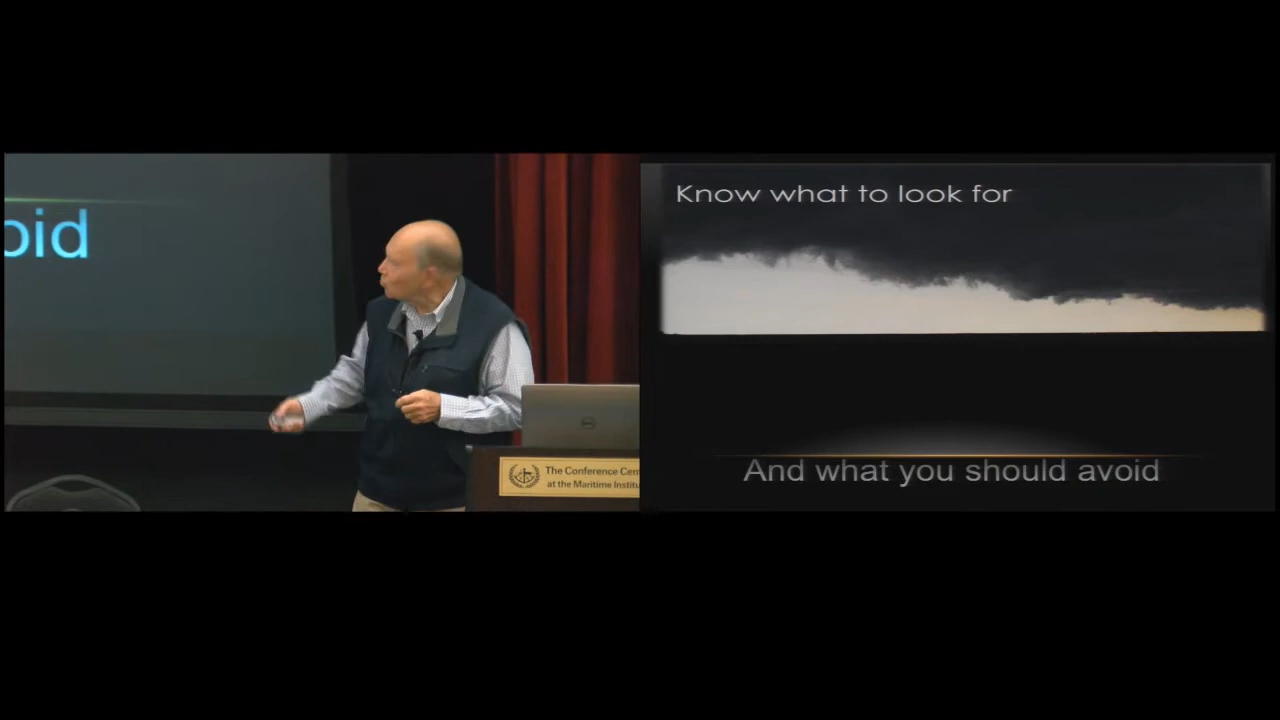 oid
The Conference Cen
at the Maritime Institu
Know what to look for
And what you should avoid